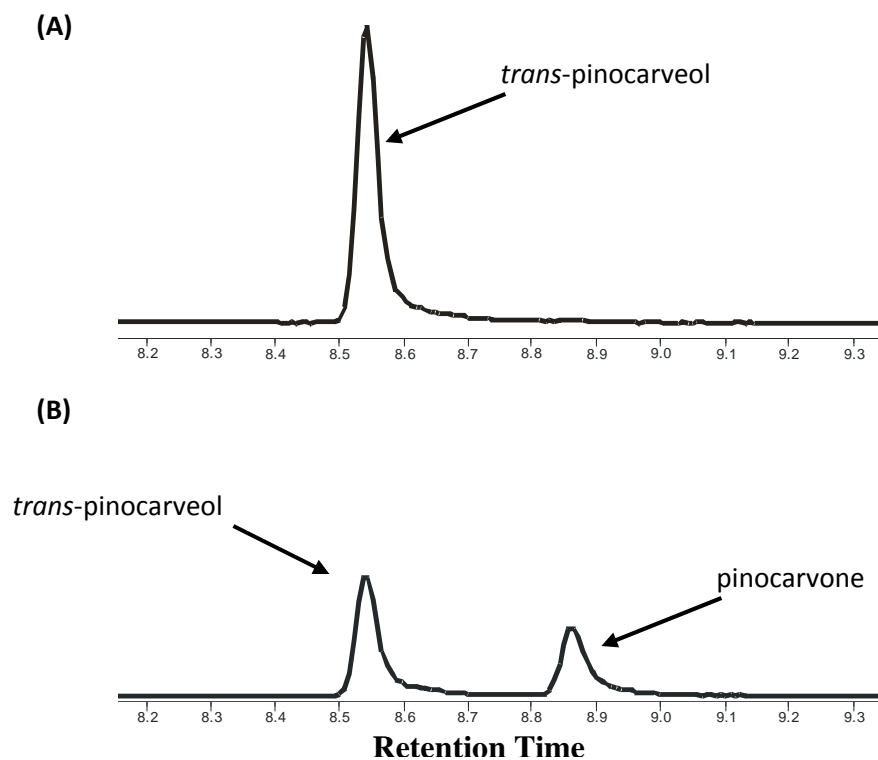 (A)
trans-pinocarveol
8.2 8.3 8.4 8.5 8.6 8.7 8.8 8.9 9.0 9.1 9.2 9.3
(B)
trans-pinocarveol
pinocarvone
8.2 8.3 8.4 8.5 8.6 8.7 8.8 8.9 9.0 9.1 9.2 9.3
Retention Time